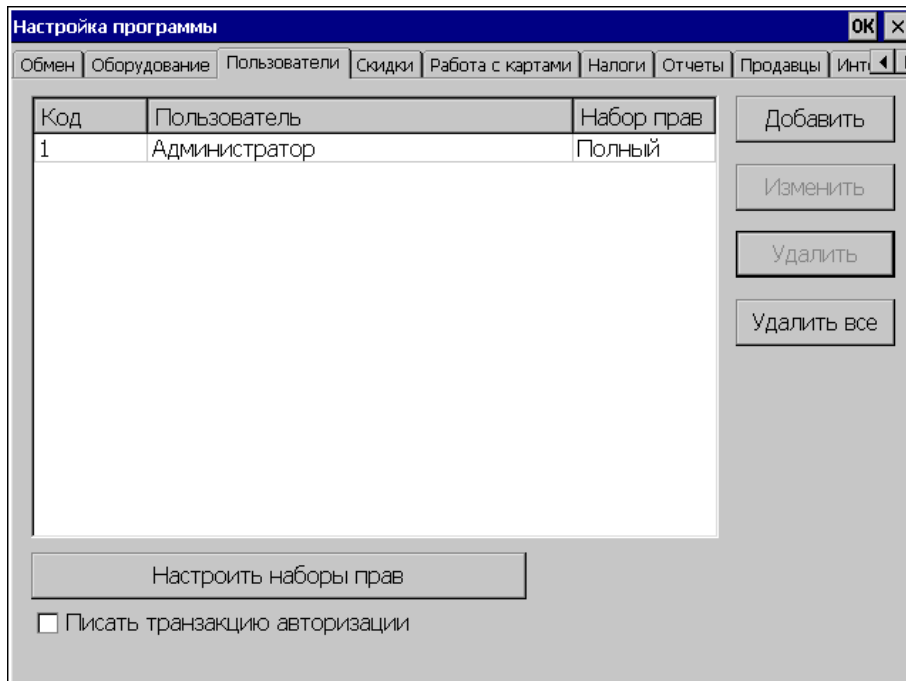 Настройка программы OK ×
Обмен Оборудование Пользователи Скидки Работа с картами Налоги Отчеты Продавцы
Код Пользователь Набор прав
1 Администратор Полный
Добавить
Изменить
Удалить
Удалить все
Настроить наборы прав
Писать транзакцию авторизации